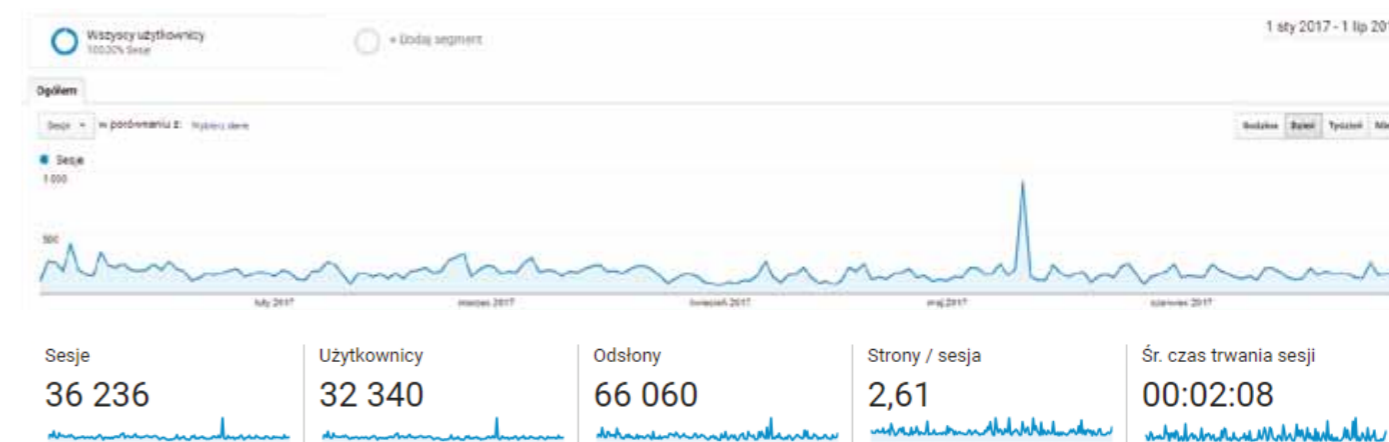 Wszyscy użytkownicy
100,00% Sesje
+ Dodaj segment
1 sty 2017 - 1 lip 201
Ogółem
Sesje w porównaniu z: Wybierz dane
Godzina Dzień Tydzień Mie
Sesje
1 000
500
luty 2017 marzec 2017 kwiecień 2017 maj 2017 czerwiec 2017
Sesje Użytkownicy Odsłony Strony / sesja Śr. czas trwania sesji
36 236 32 340 66 060 2,61 00:02:08